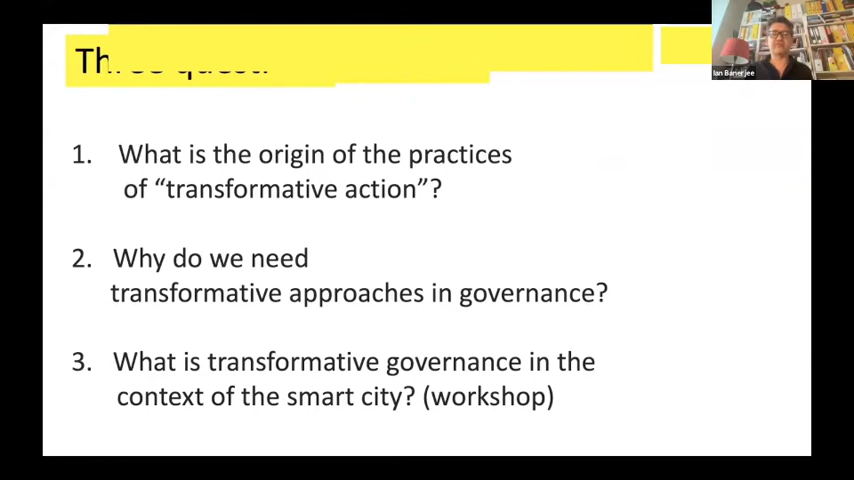 Ian Banerjee
1. What is the origin of the practices
of “transformative action”?
2. Why do we need
transformative approaches in governance?
3. What is transformative governance in the
context of the smart city? (workshop)